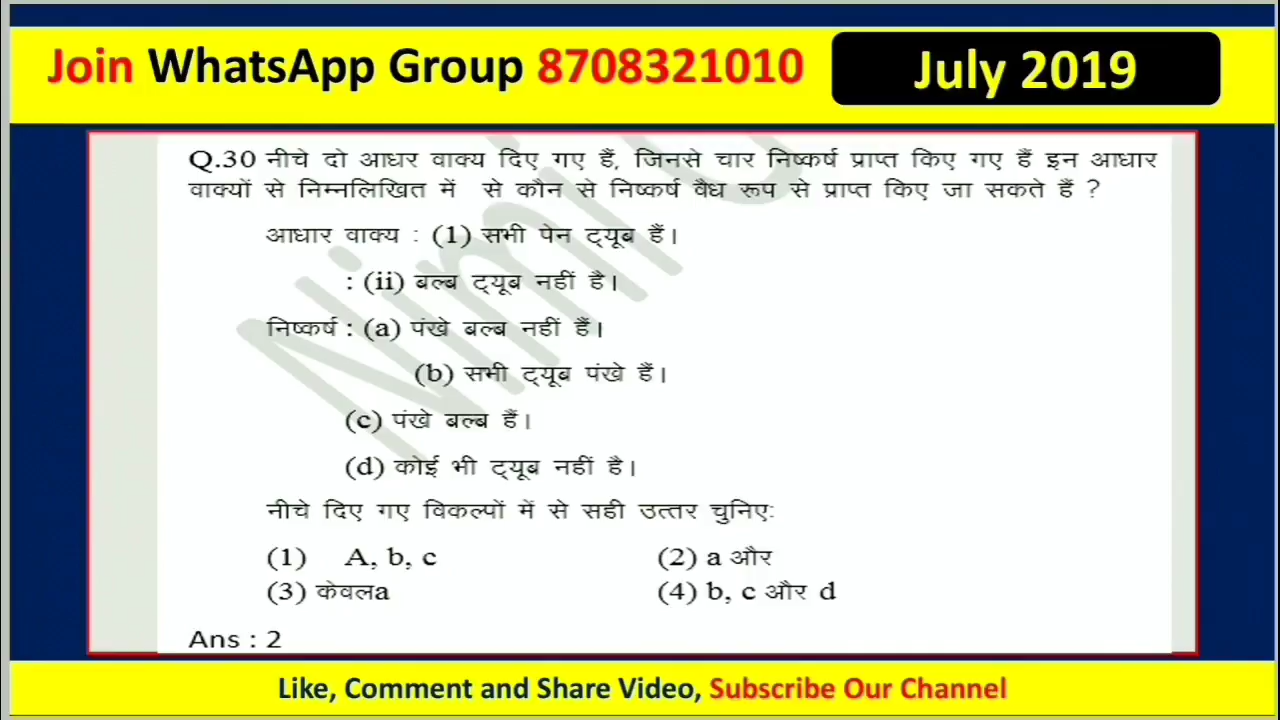 Join WhatsApp Group 8708321010
July 2019
Q.30 नीचे दो आधर वाक्य दिए गए हैं, जिनसे चार निष्कर्ष प्राप्त किए गए हैं इन आधार
वाक्यों से निम्नलिखित में से कौन से निष्कर्ष वैध रूप से प्राप्त किए जा सकते हैं ?
आधार वाक्य : (1) सभी पेन ट्यूब हैं।
: (ii) बल्ब ट्यूब नहीं है।
निष्कर्ष : (a) पंखे बल्ब नहीं हैं।
(b) सभी ट्यूब पंखे हैं।
(c) पंखे बल्ब हैं।
(d) कोई भी ट्यूब नहीं है।
नीचे दिए गए विकल्पों में से सही उत्तर चुनिए:
(1) A, b, c (2) a और
(3) केवलa (4) b, c और d
Ans : 2
Like, Comment and Share Video, Subscribe Our Channel